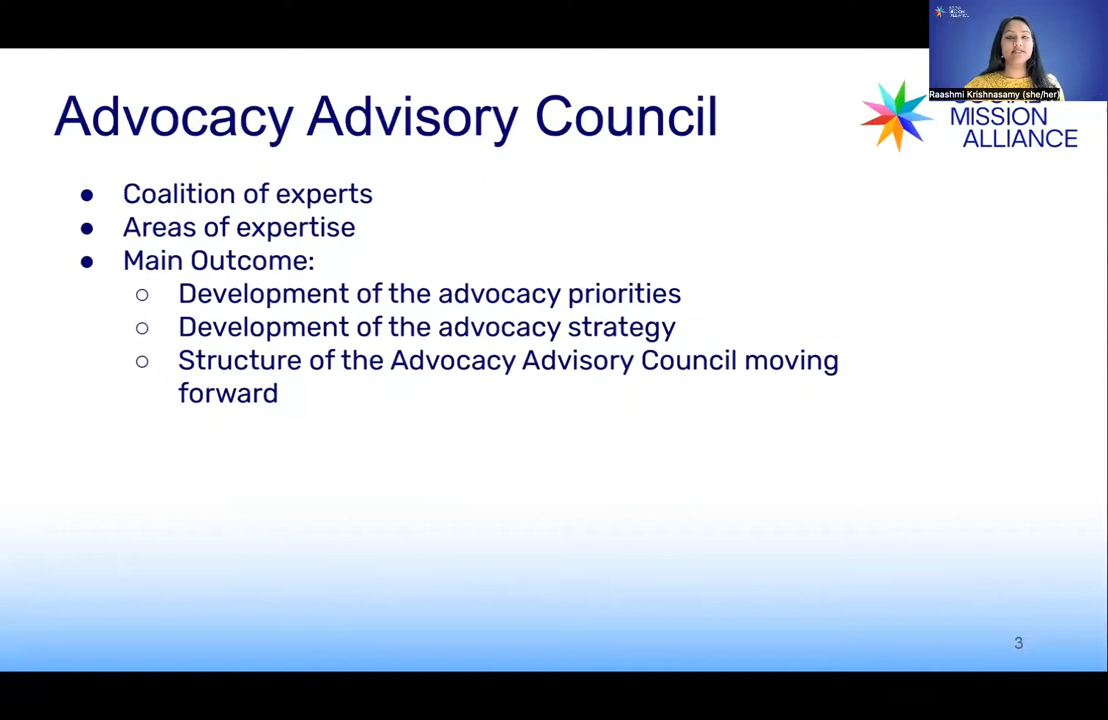 Advocacy Advisory Council
Raashmi Krishnasamy (she/her)
MISSION
ALLIANCE
● Coalition of experts
● Areas of expertise
● Main Outcome:
○ Development of the advocacy priorities
○ Development of the advocacy strategy
○ Structure of the Advocacy Advisory Council moving
forward
3